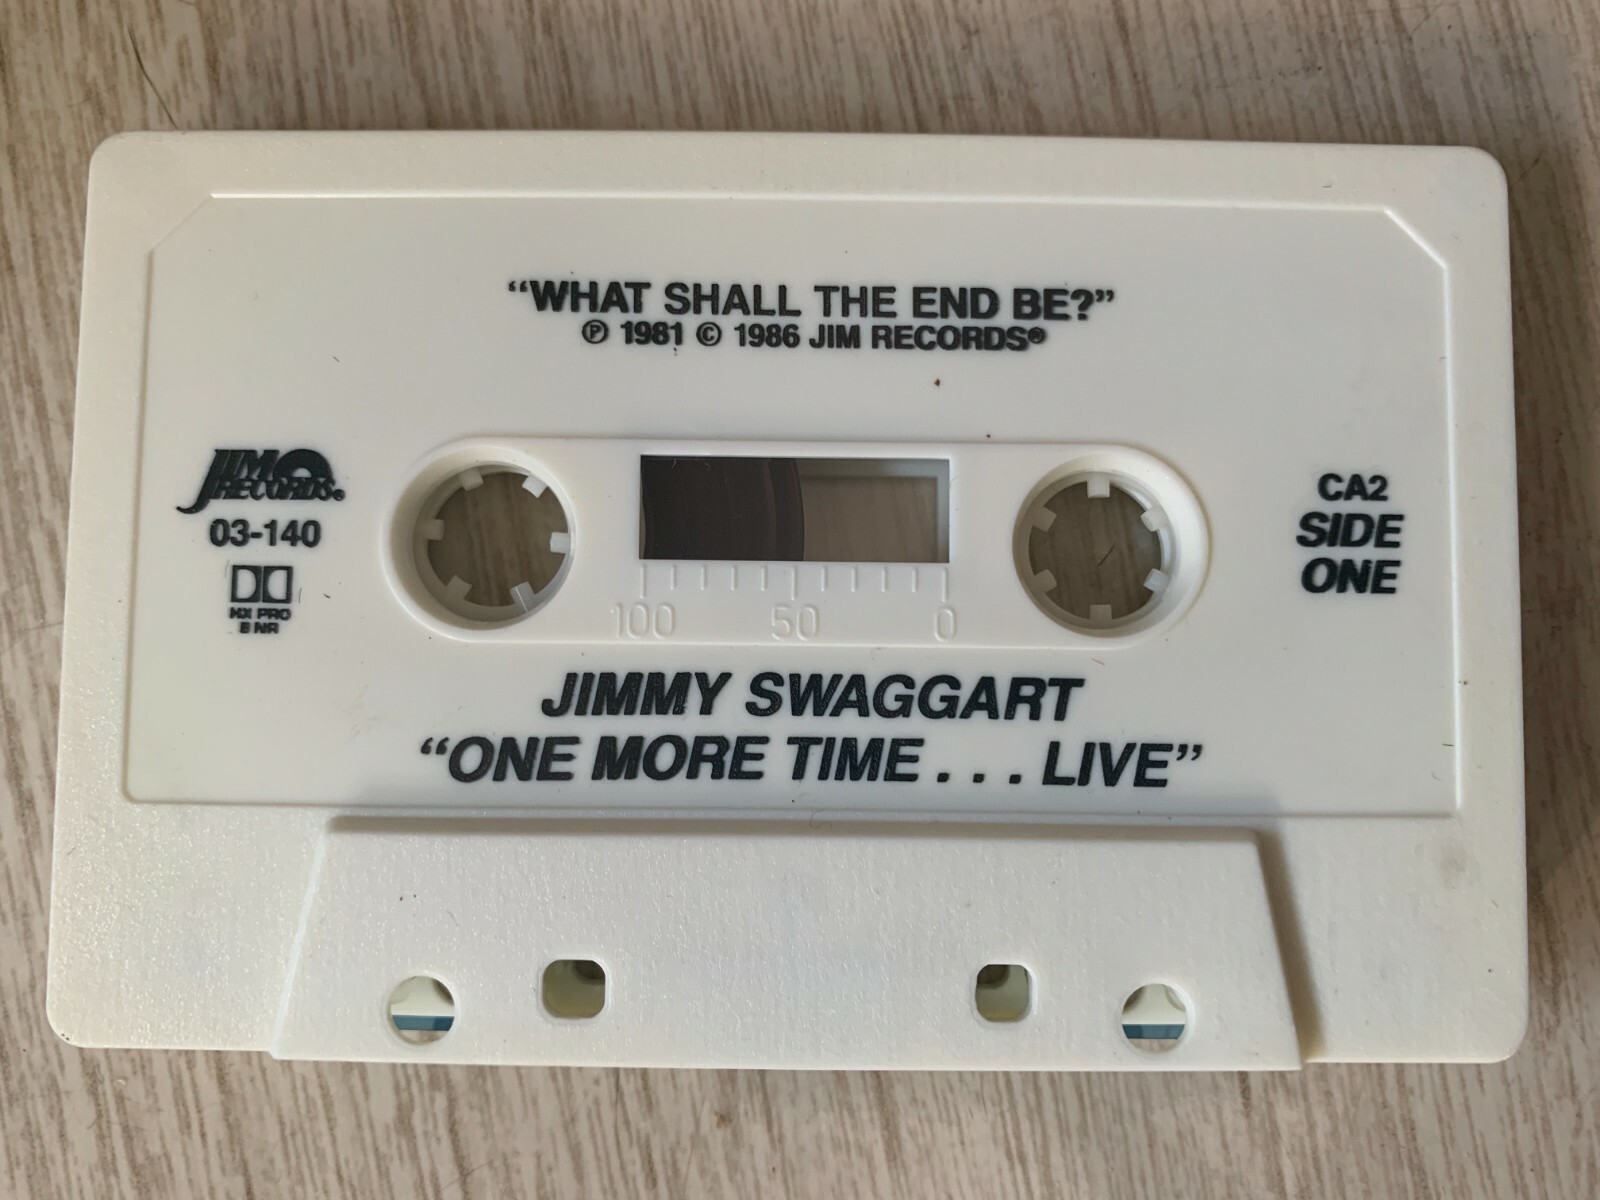 “WHAT SHALL THE END BE?”
℗ 1981 © 1986 JIM RECORDS®
JIM
RECORDS®
03-140
HX PRO
B NR
CA2
SIDE
ONE
100 50 0
JIMMY SWAGGART
“ONE MORE TIME . . . LIVE”